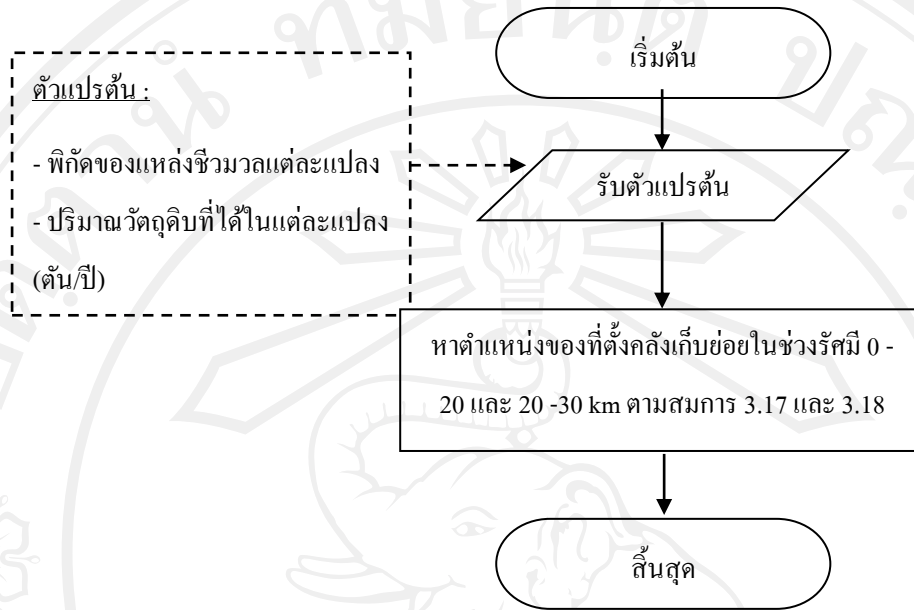 เริ่มต้น
ตัวแปรต้น :
- พิกัดของแหล่งชีวมวลแต่ละแปลง
- ปริมาณวัตถุดิบที่ได้ในแต่ละแปลง
(ตัน/ปี)
รับตัวแปรต้น
หาตำแหน่งของที่ตั้งคลังเก็บย่อยในช่วงรัศมี 0 -
20 และ 20 -30 km ตามสมการ 3.17 และ 3.18
สิ้นสุด